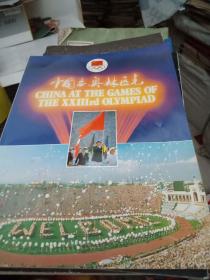 中国在奥林匹克
CHINA AT THE GAMES OF
THE XXIIIrd OLYMPIAD
WELCOME